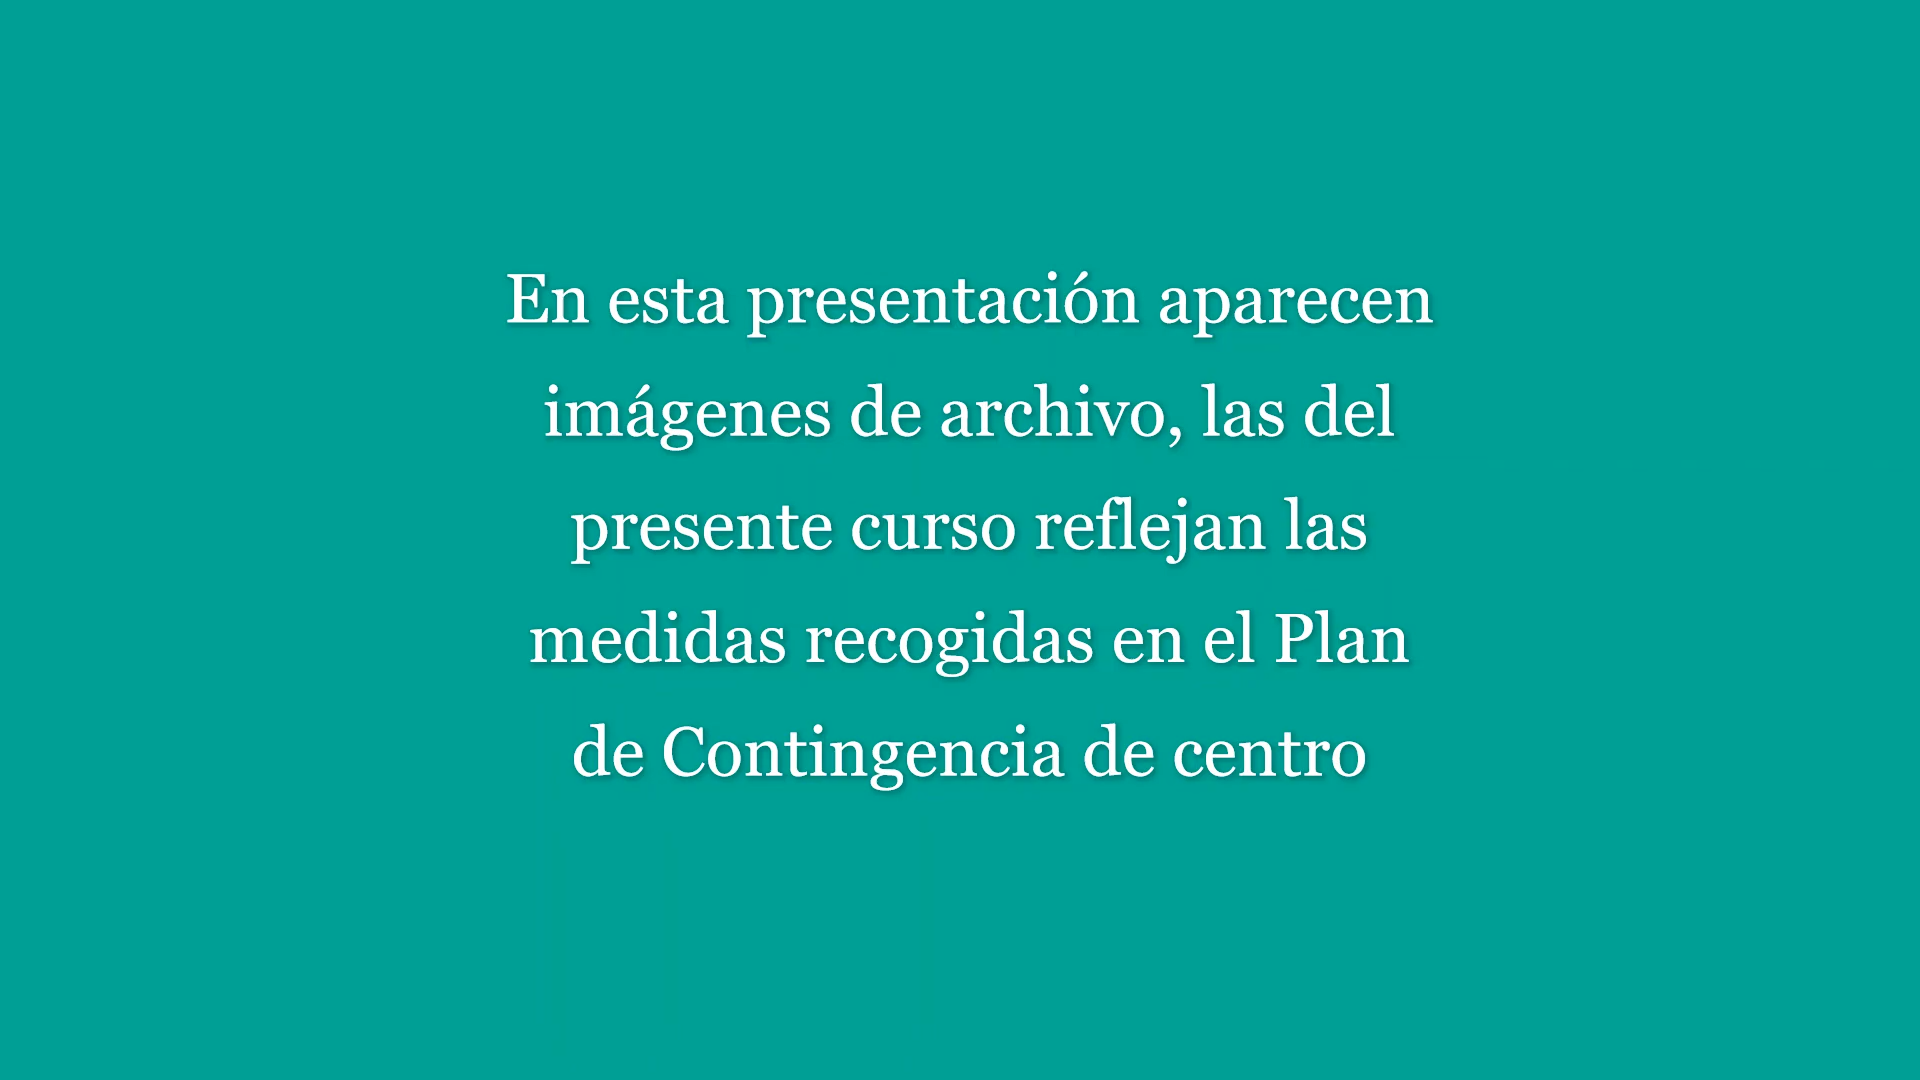 En esta presentación aparecen
imágenes de archivo, las del
presente curso reflejan las
medidas recogidas en el Plan
de Contingencia de centro